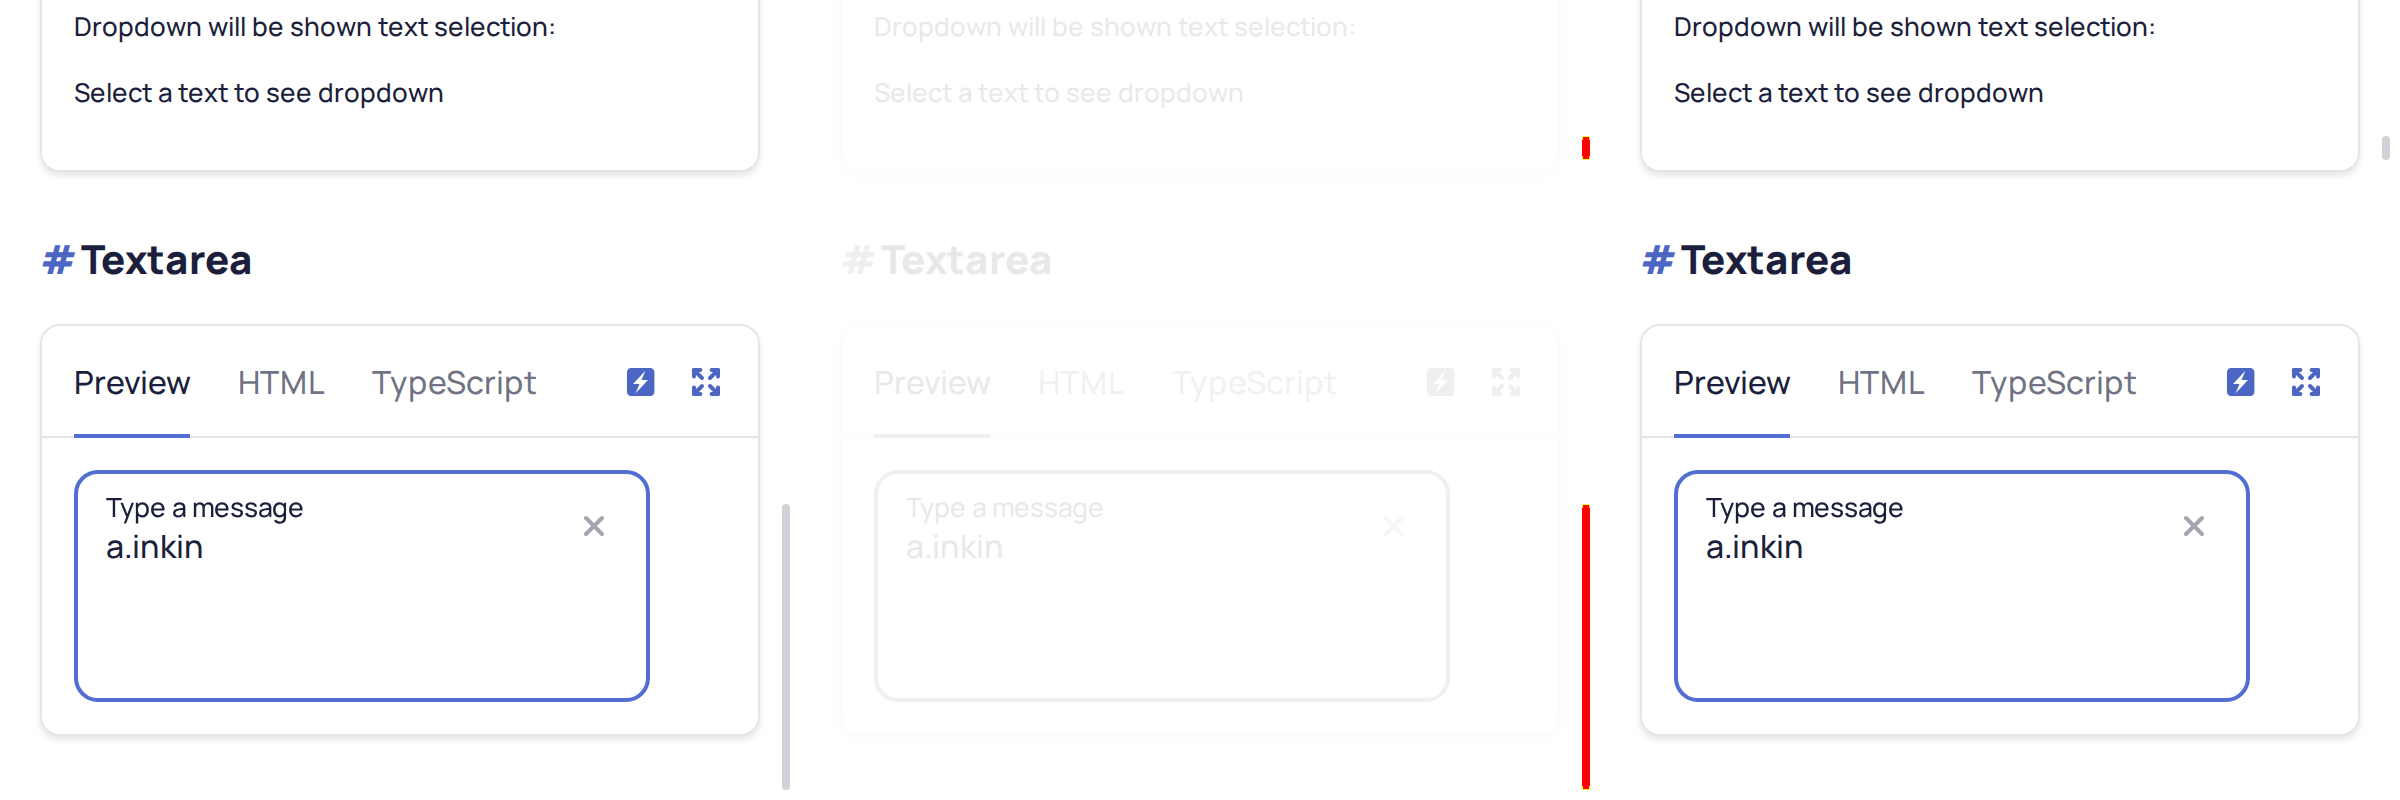 Dropdown will be shown text selection:
Select a text to see dropdown
# Textarea
Preview HTML TypeScript
Type a message
a.inkin
Dropdown will be shown text selection:
Select a text to see dropdown
# Textarea
Preview HTML TypeScript
Type a message
a.inkin
Dropdown will be shown text selection:
Select a text to see dropdown
# Textarea
Preview HTML TypeScript
Type a message
a.inkin